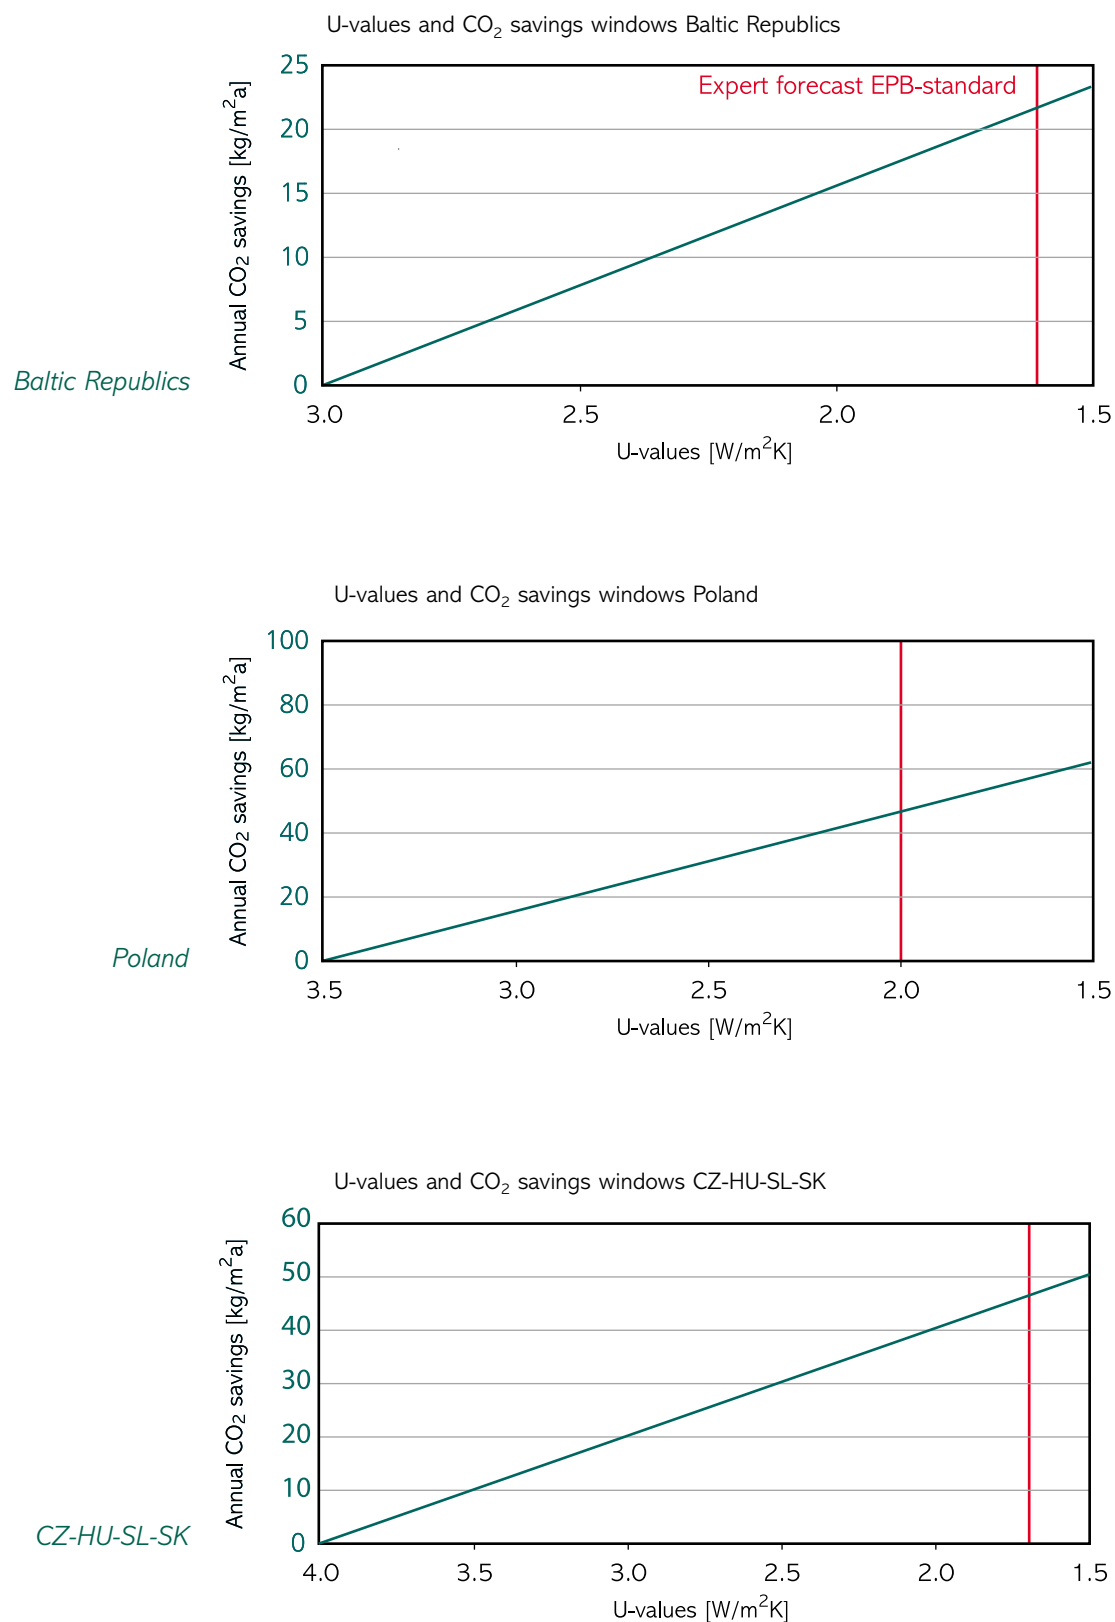 U-values and CO₂ savings windows Baltic Republics
Annual CO₂ savings [kg/m²a]
25
20
15
10
5
0
Expert forecast EPB-standard
Baltic Republics
3.0 2.5 2.0 1.5
U-values [W/m²K]
U-values and CO₂ savings windows Poland
Annual CO₂ savings [kg/m²a]
100
80
60
40
20
0
Poland
3.5 3.0 2.5 2.0 1.5
U-values [W/m²K]
U-values and CO₂ savings windows CZ-HU-SL-SK
Annual CO₂ savings [kg/m²a]
60
50
40
30
20
10
0
CZ-HU-SL-SK
4.0 3.5 3.0 2.5 2.0 1.5
U-values [W/m²K]